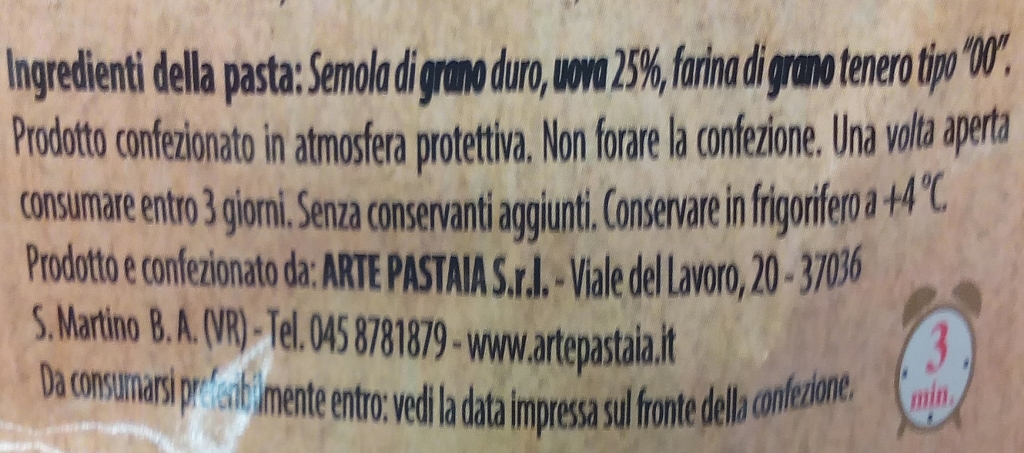 Ingredienti della pasta: Semola di grano duro, uova 25%, farina di grano tenero tipo "00".
Prodotto confezionato in atmosfera protettiva. Non forare la confezione. Una volta aperta
consumare entro 3 giorni. Senza conservanti aggiunti. Conservare in frigorifero a +4 °C.
Prodotto e confezionato da: ARTE PASTAIA S.r.l. - Viale del Lavoro, 20 - 37036
S. Martino B. A. (VR) - Tel. 045 8781879 - www.artepastaia.it
Da consumarsi preferibilmente entro: vedi la data impressa sul fronte della confezione.
3
min.